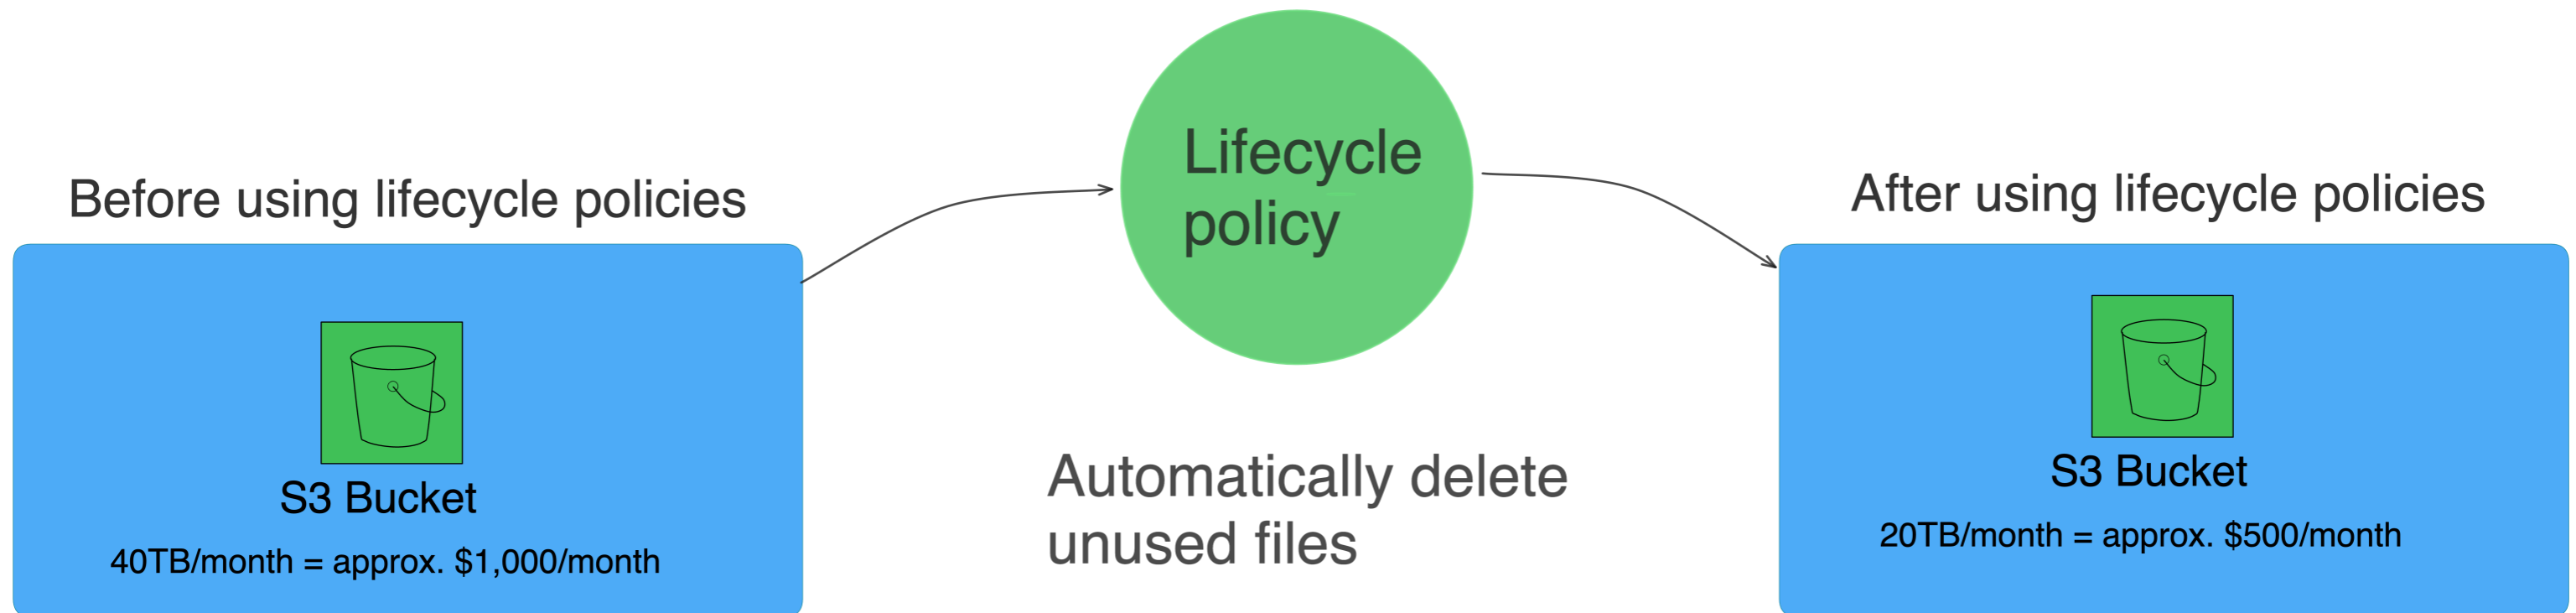 Before using lifecycle policies
S3 Bucket
40TB/month = approx. $1,000/month
Lifecycle
policy
Automatically delete
unused files
After using lifecycle policies
S3 Bucket
20TB/month = approx. $500/month